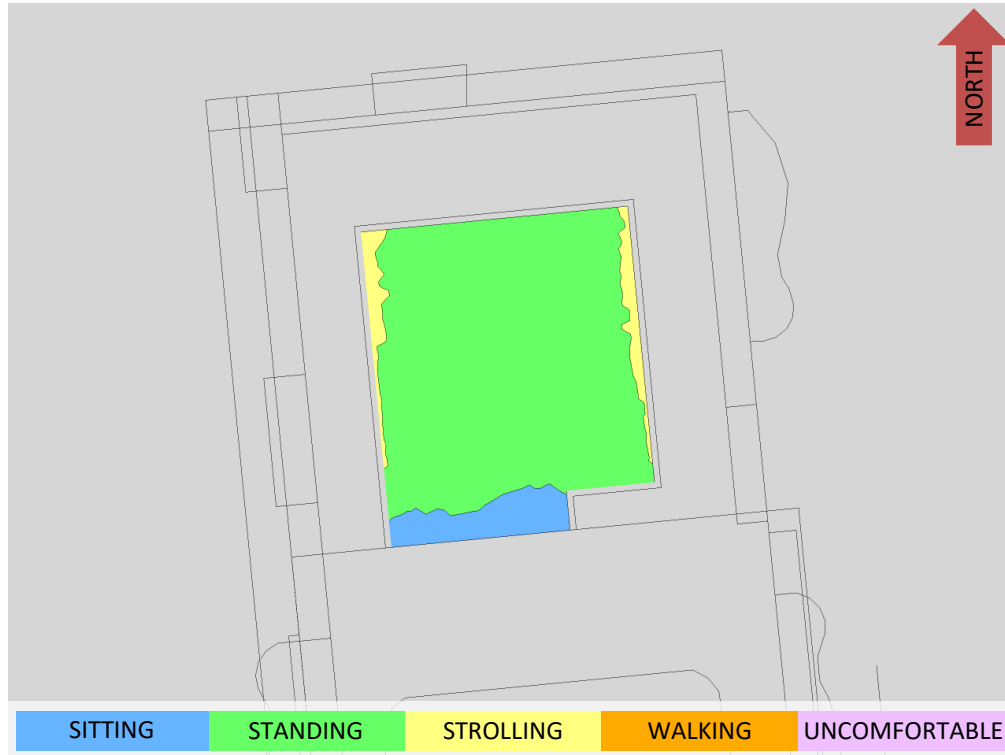 NORTH
SITTING
STANDING
STROLLING
WALKING
UNCOMFORTABLE